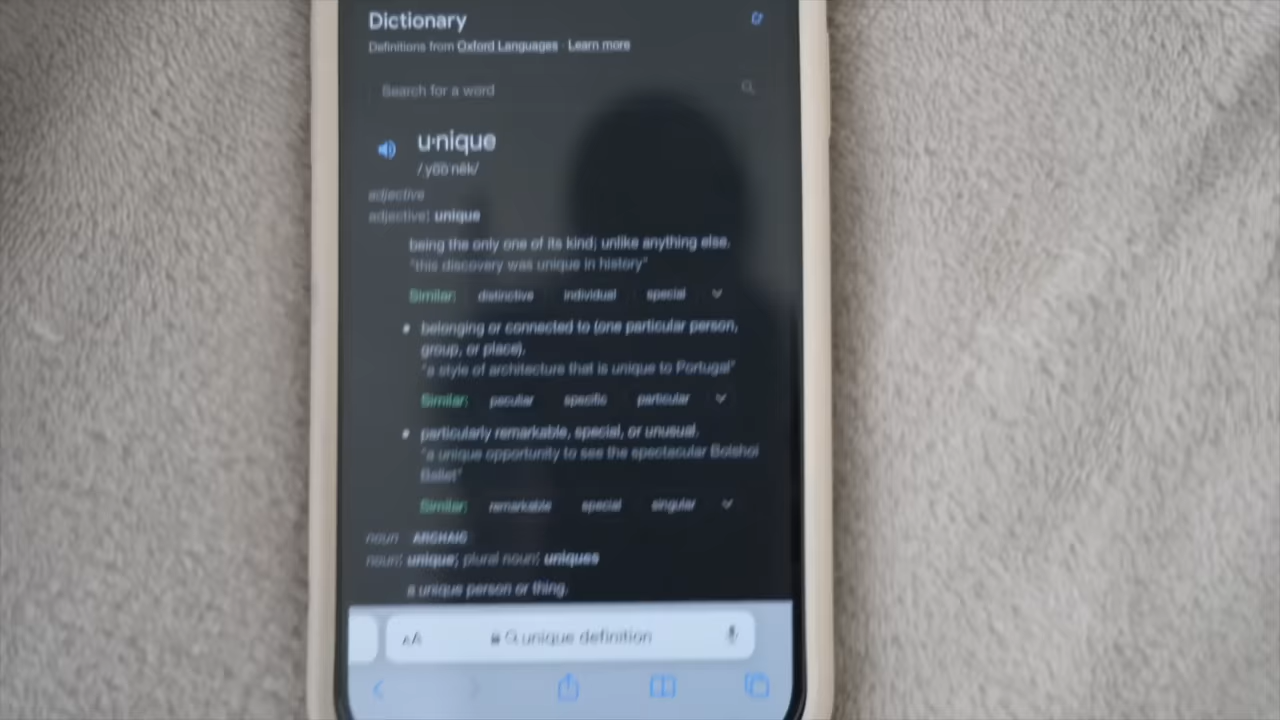 Dictionary
Definitions from Oxford Languages · Learn more
Search for a word
u·nique
/yo͞oˈnēk/
adjective
adjective: unique
being the only one of its kind; unlike anything else.
"this discovery was unique in history"
Similar: distinctive individual special
• belonging or connected to (one particular person,
group, or place).
"a style of architecture that is unique to Portugal"
Similar: peculiar specific particular
• particularly remarkable, special, or unusual.
"a unique opportunity to see the spectacular Bolshoi
Ballet"
Similar: remarkable special singular
noun ARCHAIC
noun: unique; plural noun: uniques
a unique person or thing.
AA unique definition